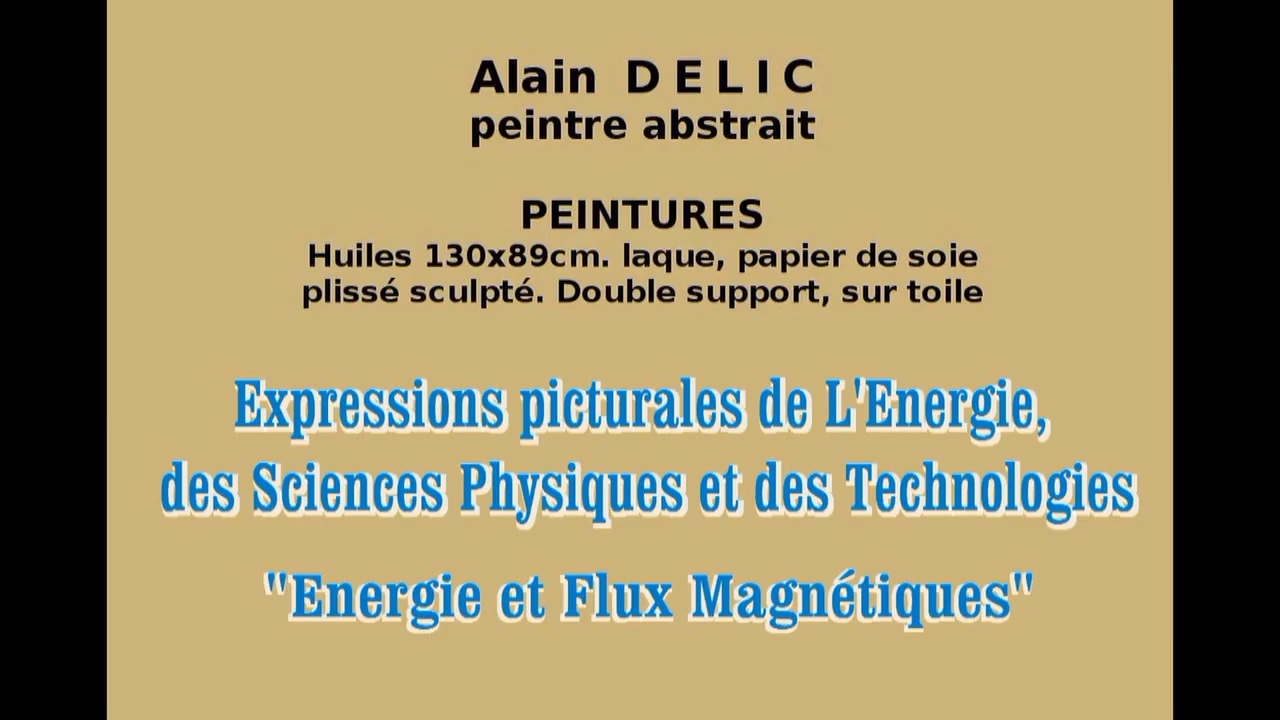 Alain D E L I C
peintre abstrait
PEINTURES
Huiles 130x89cm. laque, papier de soie
plissé sculpté. Double support, sur toile
Expressions picturales de L'Energie,
des Sciences Physiques et des Technologies
"Energie et Flux Magnétiques"